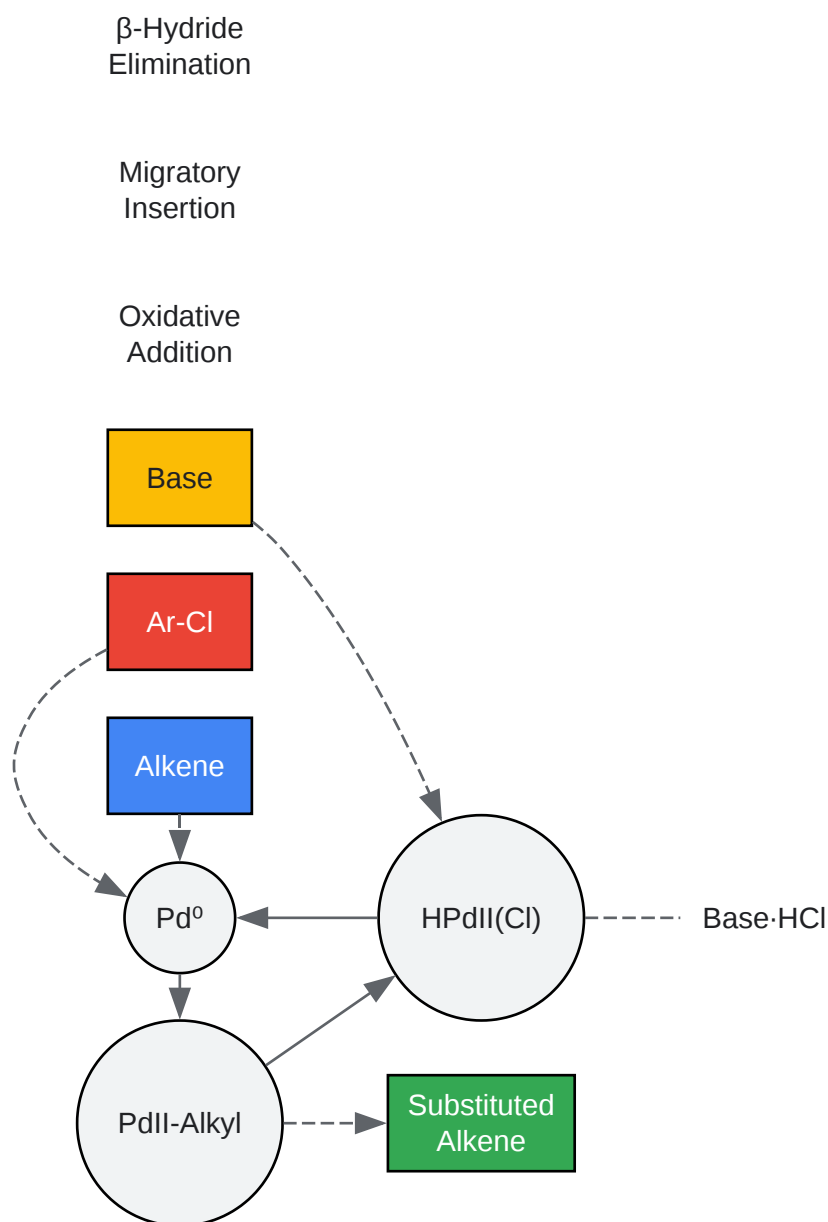 β-Hydride
Elimination
Migratory
Insertion
Oxidative
Addition
Base
Ar-Cl
Alkene
Pd⁰
HPdII(Cl)
Base·HCl
PdII-Alkyl
Substituted
Alkene